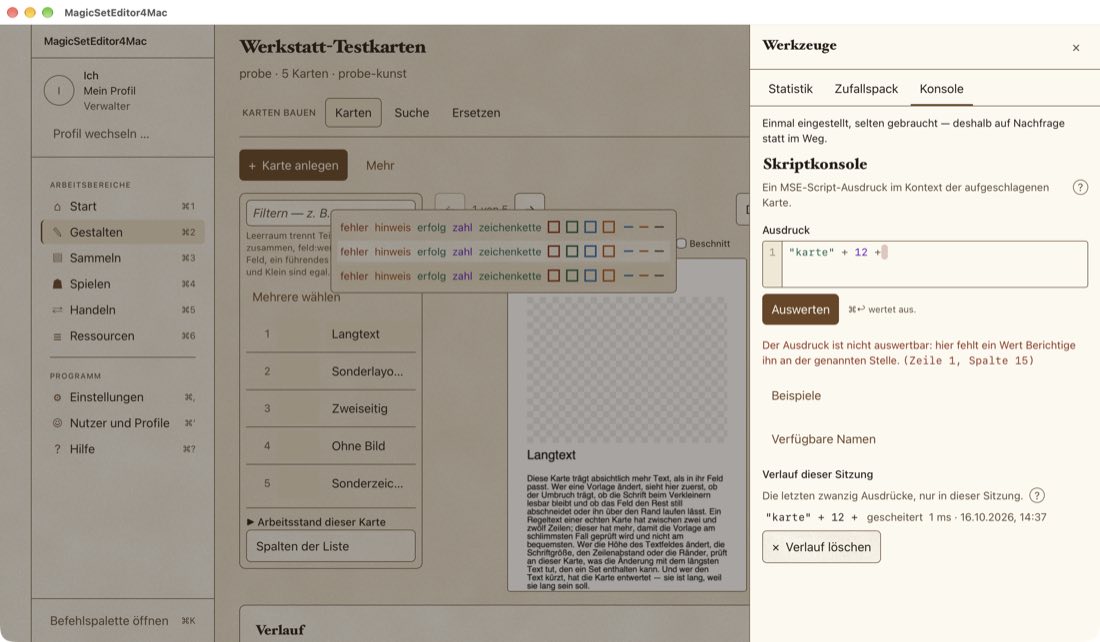 MagicSetEditor4Mac
MagicSetEditor4Mac
I
Ich
Mein Profil
Verwalter
Profil wechseln ...
ARBEITSBEREICHE
Start ⌘1
Gestalten ⌘2
Sammeln ⌘3
Spielen ⌘4
Handeln ⌘5
Ressourcen ⌘6
PROGRAMM
Einstellungen ⌘,
Nutzer und Profile ⌘'
? Hilfe ⌘?
Befehlspalette öffnen ⌘K
Werkstatt-Testkarten
probe · 5 Karten · probe-kunst
KARTEN BAUEN Karten Suche Ersetzen
+ Karte anlegen Mehr
Filtern — z. B.
Leerraum trennt Tei
zusammen, feld:we
Feld, ein führendes
und Klein sind egal.
fehler hinweis erfolg zahl zeichenkette
fehler hinweis erfolg zahl zeichenkette
fehler hinweis erfolg zahl zeichenkette
Beschnitt
Mehrere wählen
1 Langtext
2 Sonderlayo...
3 Zweiseitig
4 Ohne Bild
5 Sonderzeic...
▶ Arbeitsstand dieser Karte
Spalten der Liste
Langtext
Diese Karte trägt absichtlich mehr Text, als in ihr Feld
passt. Wer eine Vorlage ändert, sieht hier zuerst, ob
der Umbruch trägt, ob die Schrift beim Verkleinern
lesbar bleibt und ob das Feld den Rest still
abschneidet oder ihn über den Rand laufen lässt. Ein
Regeltext einer echten Karte hat zwischen zwei und
zwölf Zeilen; dieser hat mehr, damit die Vorlage am
schlimmsten Fall geprüft wird und nicht am
bequemsten. Wer die Höhe des Textfeldes ändert, die
Schriftgröße, den Zeilenabstand oder die Ränder, prüft
an dieser Karte, was die Änderung mit dem längsten
Text tut, den ein Set enthalten kann. Und wer den
Text kürzt, hat die Karte entwertet — sie ist lang, weil
sie lang sein soll.
Verlauf
Werkzeuge ×
Statistik Zufallspack Konsole
Einmal eingestellt, selten gebraucht — deshalb auf Nachfrage
statt im Weg.
Skriptkonsole
Ein MSE-Script-Ausdruck im Kontext der aufgeschlagenen ?
Karte.
Ausdruck
1 "karte" + 12 +
Auswerten ⌘↩ wertet aus.
Der Ausdruck ist nicht auswertbar: hier fehlt ein Wert Berichtige
ihn an der genannten Stelle. (Zeile 1, Spalte 15)
Beispiele
Verfügbare Namen
Verlauf dieser Sitzung
Die letzten zwanzig Ausdrücke, nur in dieser Sitzung. ?
"karte" + 12 + gescheitert 1 ms · 16.10.2026, 14:37
× Verlauf löschen